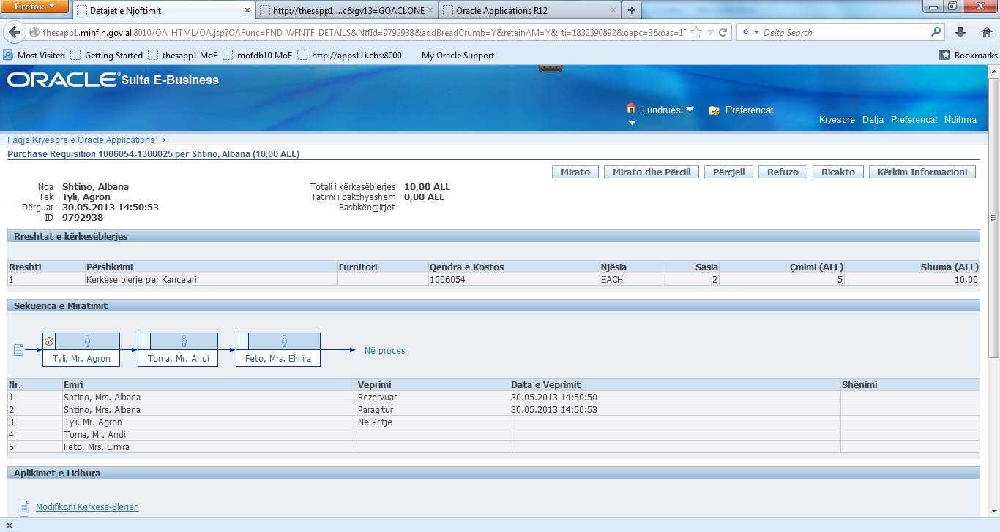 Firefox
Detajet e Njoftimit
http://thesapp1....c&gv13=GOACLONE
Oracle Applications R12
thesapp1.minfin.gov.al:8010/OA_HTML/OA.jsp?OAFunc=FND_WFNTF_DETAILS&NtfId=9792938&addBreadCrumb=Y&retainAM=Y&_ti=1832390892&oapc=3&oas=1
Delta Search
Most Visited Getting Started thesapp1 MoF mofdb10 MoF http://apps11i.ebs:8000 My Oracle Support Bookmarks
ORACLE® Suita E-Business
Lundruesi Preferencat
Kryesore Dalja Preferencat Ndihma
Faqja Kryesore e Oracle Applications >
Purchase Requisition 1006054-1300025 për Shtino, Albana (10,00 ALL)
Mirato Mirato dhe Përcill Përcjell Refuzo Ricakto Kërkim Informacioni
Nga Shtino, Albana Totali i kërkesëblerjes 10,00 ALL
Tek Tyli, Agron Tatimi i pakthyeshëm 0,00 ALL
Dërguar 30.05.2013 14:50:53 Bashkëngjitjet
ID 9792938
Rreshtat e kërkesëblerjes
Rreshti Përshkrimi Furnitori Qendra e Kostos Njësia Sasia Çmimi (ALL) Shuma (ALL)
1 Kerkese blerje per Kancelari 1006054 EACH 2 5 10,00
Sekuenca e Miratimit
Tyli, Mr. Agron Toma, Mr. Andi Feto, Mrs. Elmira Në proces
Nr. Emri Veprimi Data e Veprimit Shënimi
1 Shtino, Mrs. Albana Rezervuar 30.05.2013 14:50:50
2 Shtino, Mrs. Albana Paraqitur 30.05.2013 14:50:53
3 Tyli, Mr. Agron Në Pritje
4 Toma, Mr. Andi
5 Feto, Mrs. Elmira
Aplikimet e Lidhura
Modifikoni Kërkesë-Blerjen